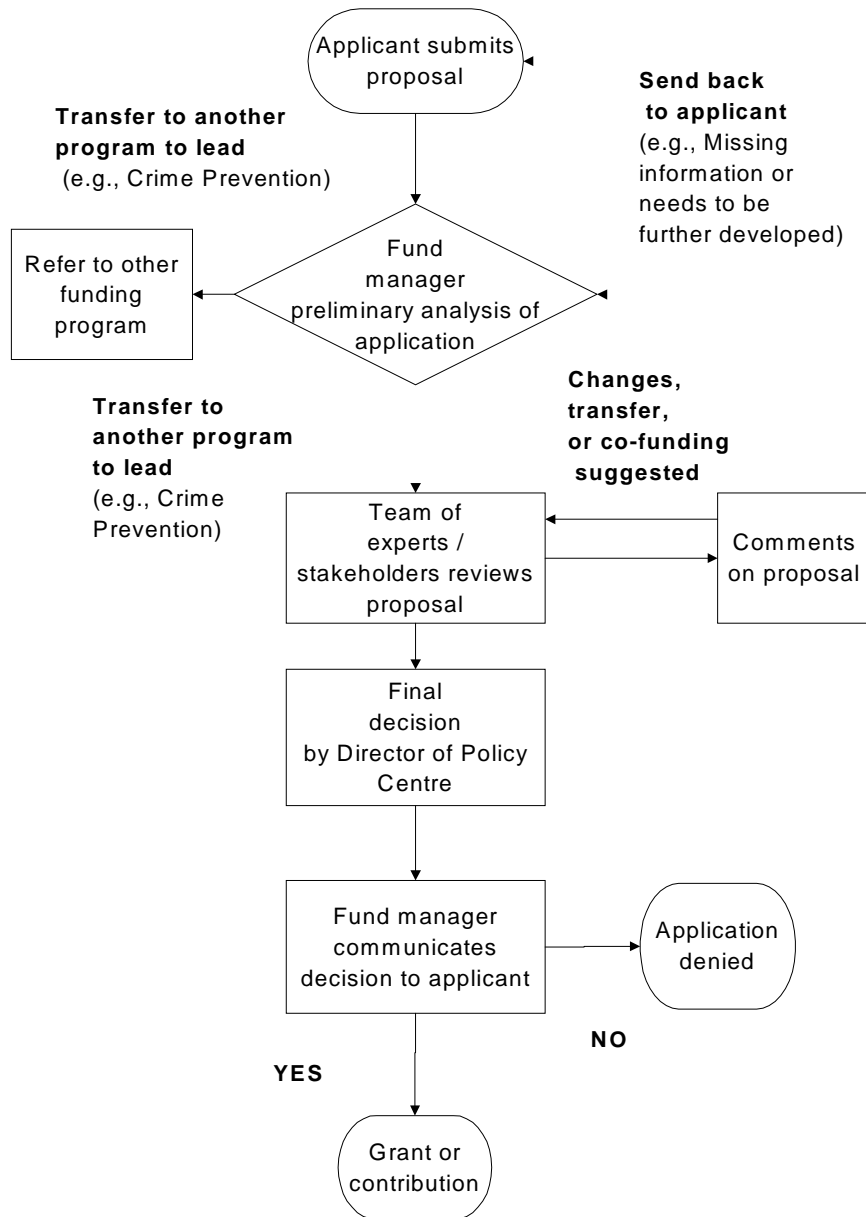 Applicant submits
proposal
Transfer to another
program to lead
(e.g., Crime Prevention)
Send back
to applicant
(e.g., Missing
information or
needs to be
further developed)
Refer to other
funding
program
Fund
manager
preliminary analysis of
application
Transfer to
another program
to lead
(e.g., Crime
Prevention)
Changes,
transfer,
or co-funding
suggested
Team of
experts /
stakeholders reviews
proposal
Comments
on proposal
Final
decision
by Director of Policy
Centre
Fund manager
communicates
decision to applicant
Application
denied
NO
YES
Grant or
contribution